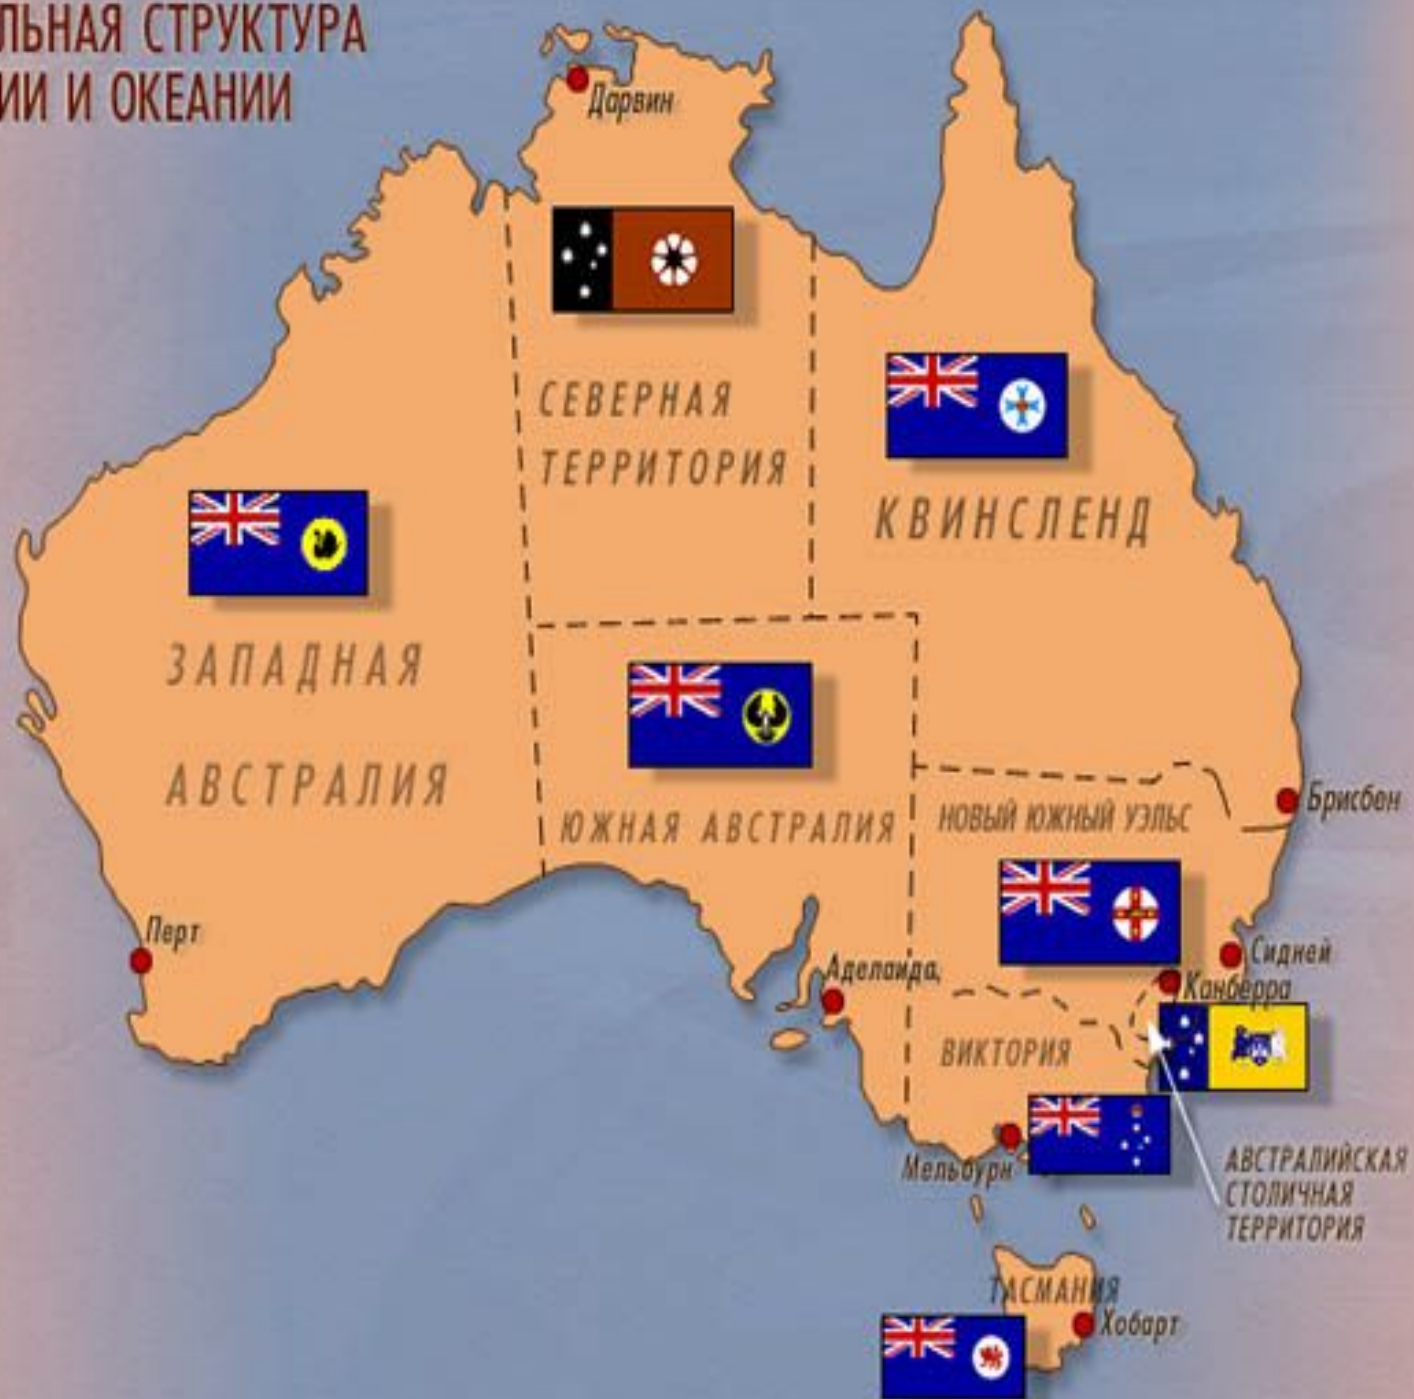 ЛЬНАЯ СТРУКТУРА
ИИ И ОКЕАНИИ
Дарвин
СЕВЕРНАЯ
ТЕРРИТОРИЯ
КВИНСЛЕНД
ЗАПАДНАЯ
АВСТРАЛИЯ
ЮЖНАЯ АВСТРАЛИЯ
НОВЫЙ ЮЖНЫЙ УЭЛЬС
Брисбен
Перт
Аделаида
Сидней
Канберра
ВИКТОРИЯ
Мельбурн
АВСТРАЛИЙСКАЯ
СТОЛИЧНАЯ
ТЕРРИТОРИЯ
ТАСМАНИЯ
Хобарт